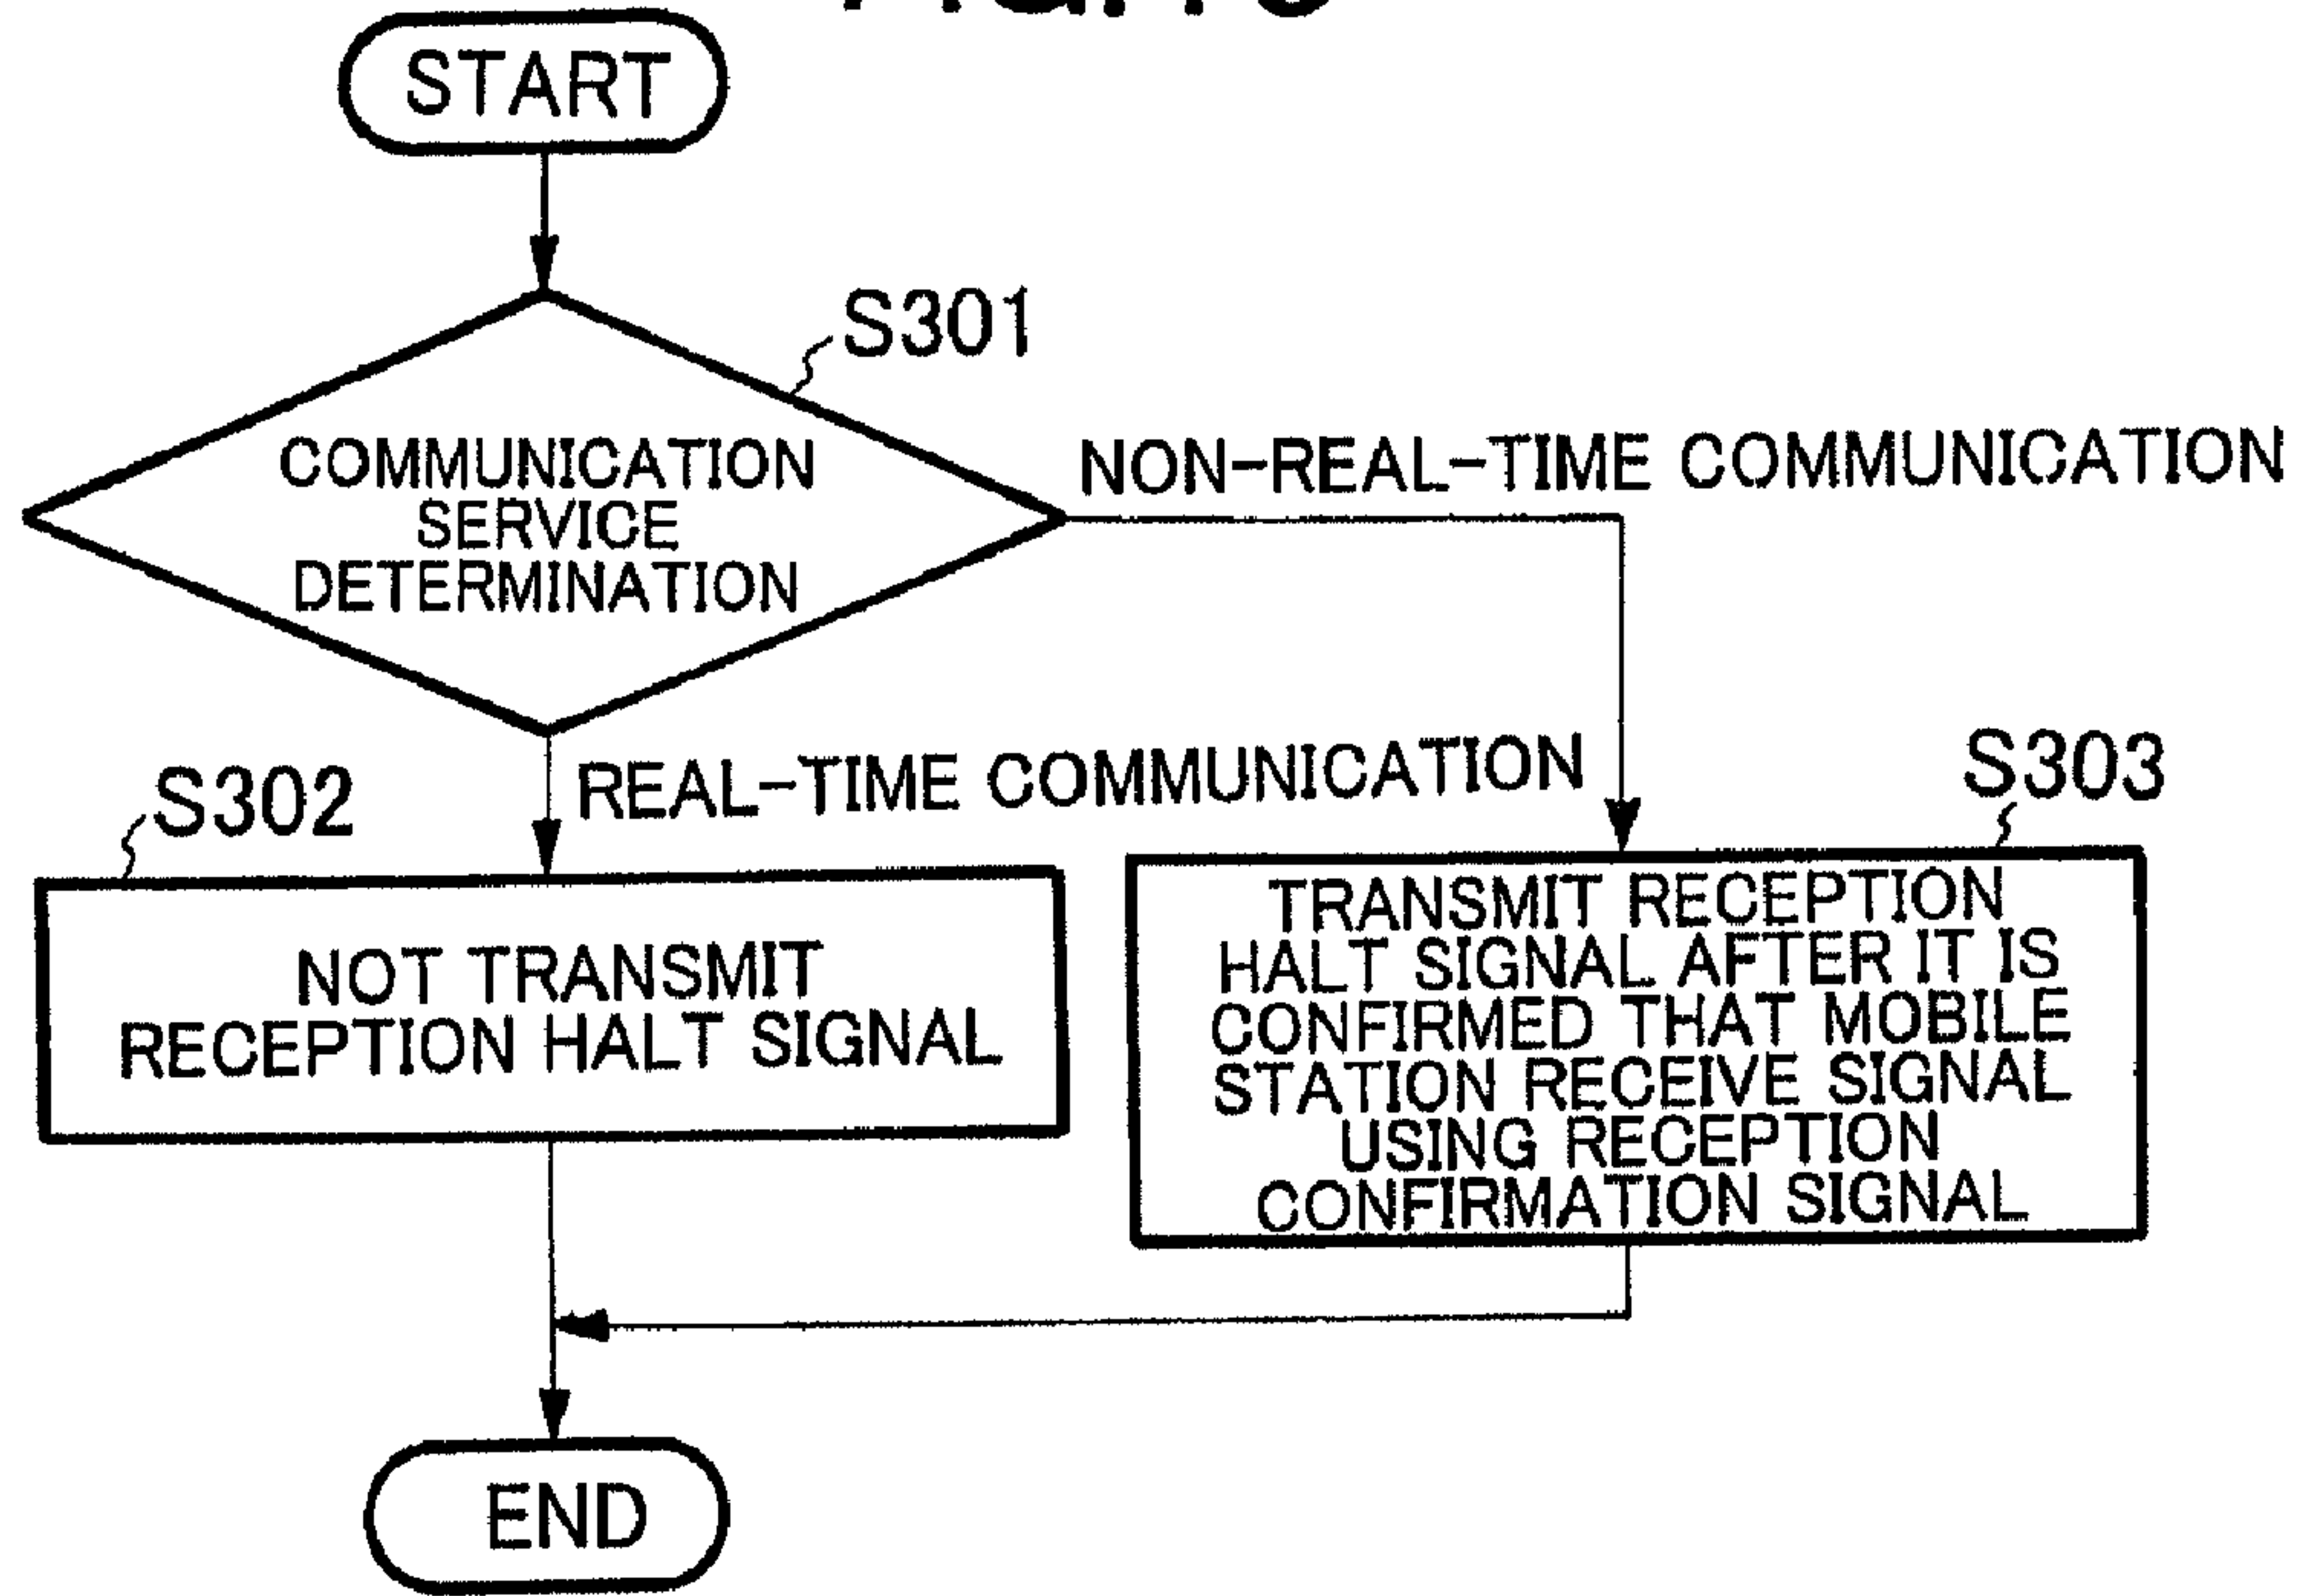 START
S301
COMMUNICATION
SERVICE
DETERMINATION
NON-REAL-TIME COMMUNICATION
REAL-TIME COMMUNICATION
S302
NOT TRANSMIT
RECEPTION HALT SIGNAL
S303
TRANSMIT RECEPTION
HALT SIGNAL AFTER IT IS
CONFIRMED THAT MOBILE
STATION RECEIVE SIGNAL
USING RECEPTION
CONFIRMATION SIGNAL
END